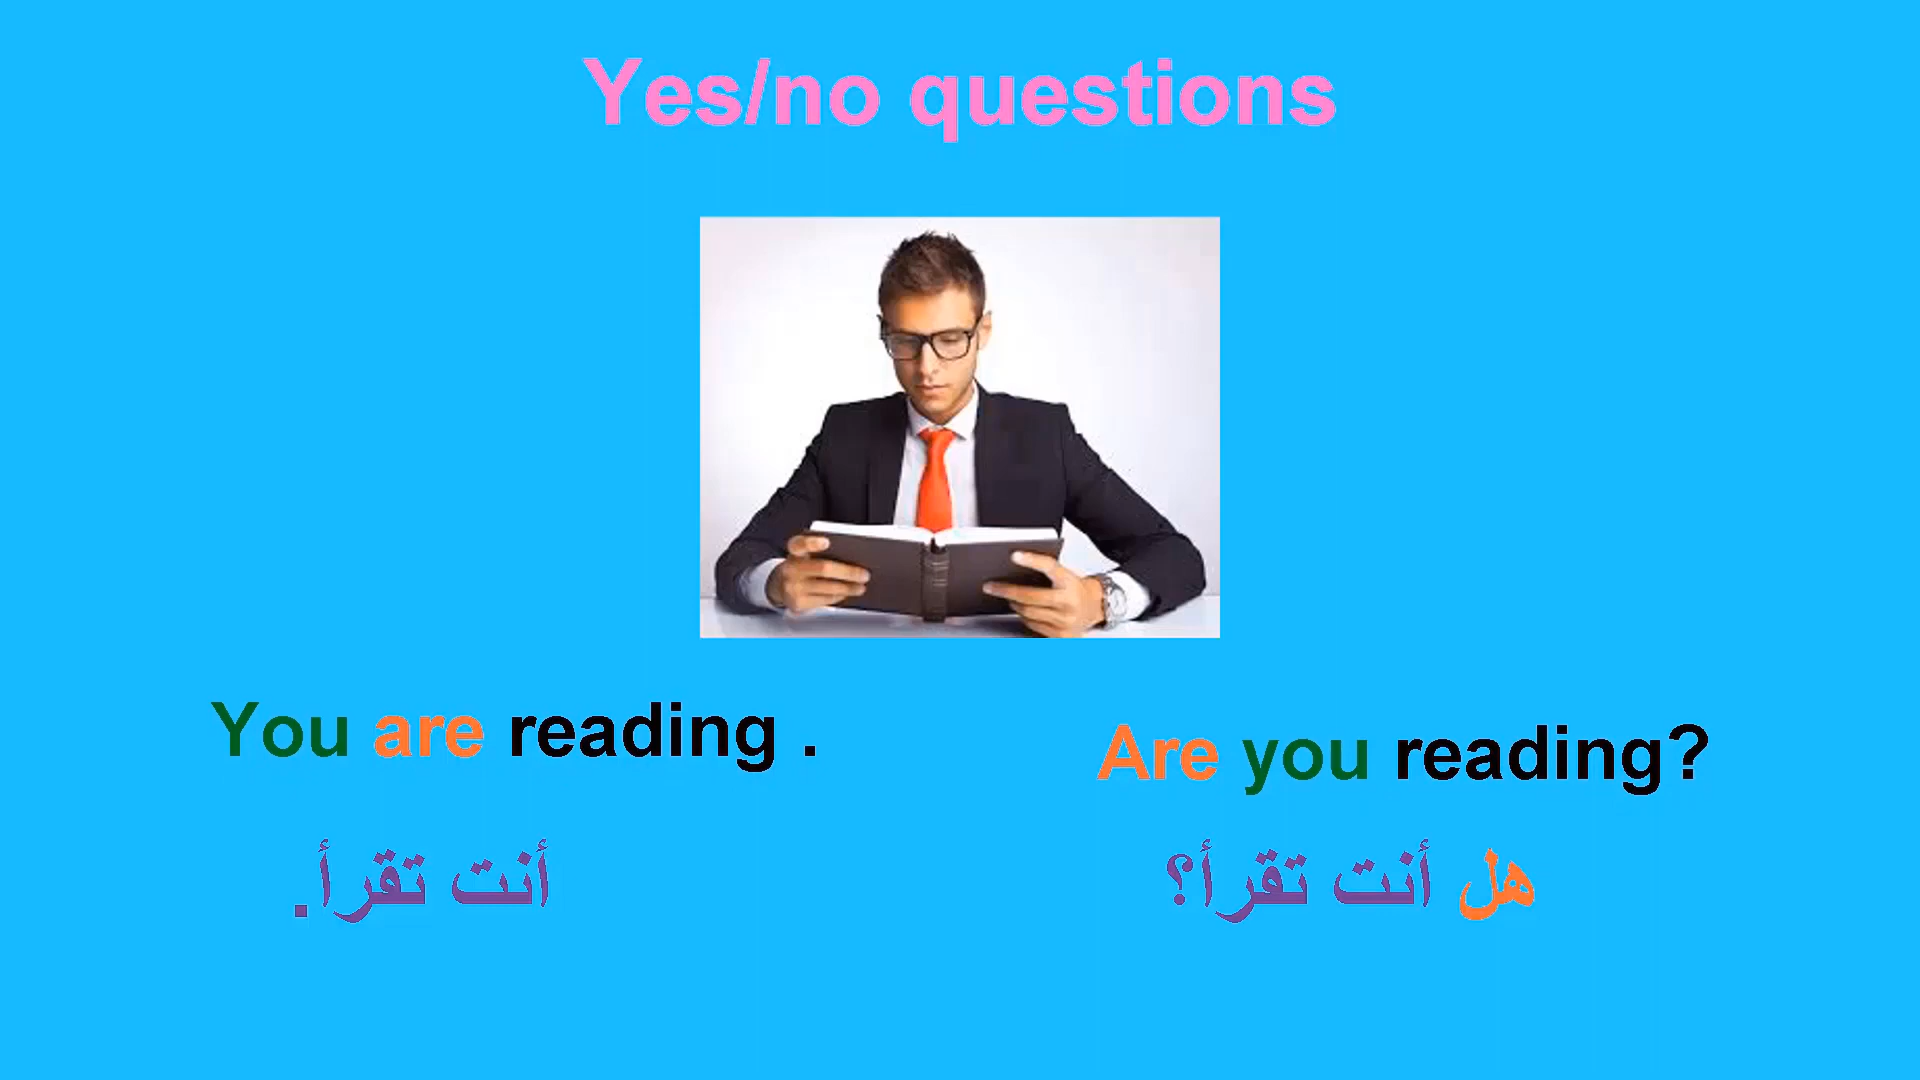 Yes/no questions
You are reading .
Are you reading?
أنت تقرأ.
هل أنت تقرأ؟